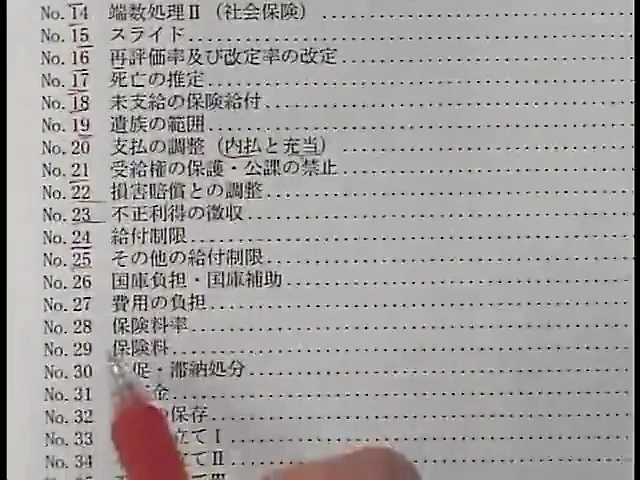 No. 14 端数処理Ⅱ（社会保険）
No. 15 スライド
No. 16 再評価率及び改定率の改定
No. 17 死亡の推定
No. 18 未支給の保険給付
No. 19 遺族の範囲
No. 20 支払の調整（内払と充当）
No. 21 受給権の保護・公課の禁止
No. 22 損害賠償との調整
No. 23 不正利得の徴収
No. 24 給付制限
No. 25 その他の給付制限
No. 26 国庫負担・国庫補助
No. 27 費用の負担
No. 28 保険料率
No. 29 保険料
No. 30 促・滞納処分
No. 31 金
No. 32 の保存
No. 33 立てⅠ
No. 34 てⅡ